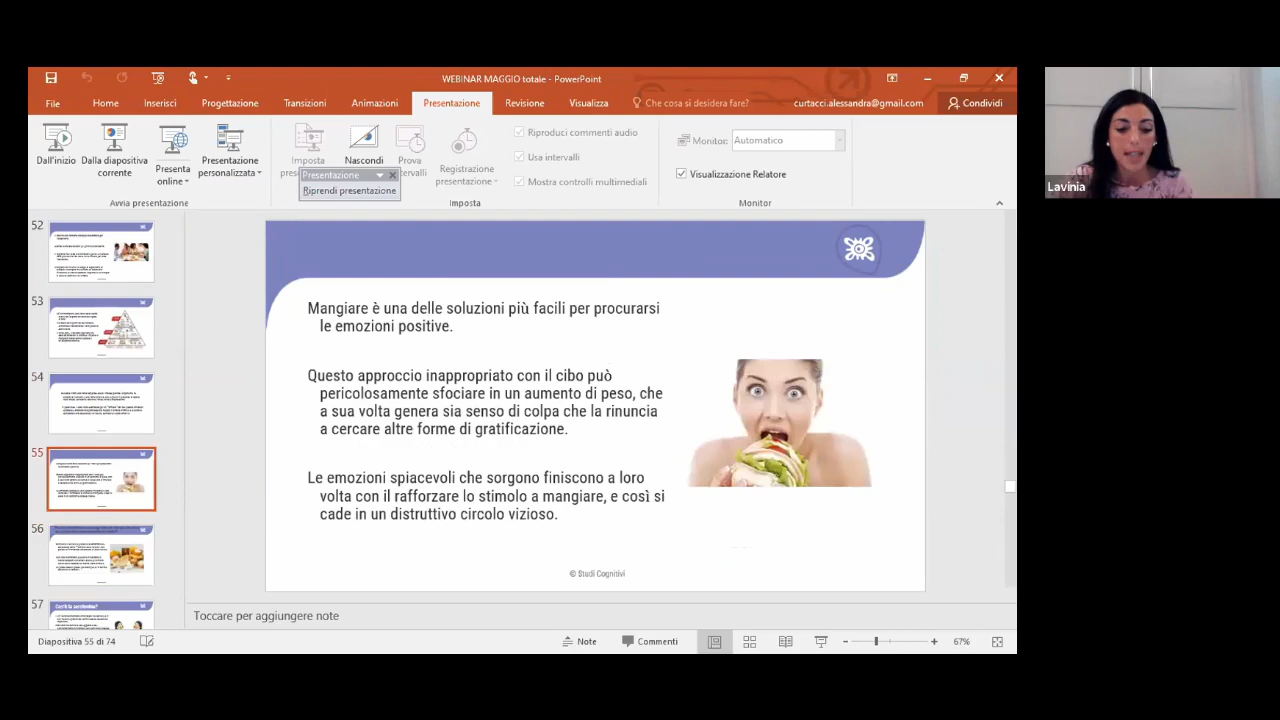 WEBINAR MAGGIO totale - PowerPoint
File Home Inserisci Progettazione Transizioni Animazioni Presentazione Revisione Visualizza Che cosa si desidera fare? curtacci.alessandra@gmail.com Condividi
Dall'inizio
Dalla diapositiva
corrente
Presenta
online
Presentazione
personalizzata
Avvia presentazione
Imposta
Nascondi
Prova
Presentazione
Riprendi presentazione
Registrazione
presentazione
Imposta
Riproduci commenti audio
Usa intervalli
Mostra controlli multimediali
Monitor: Automatico
Visualizzazione Relatore
Monitor
Lavinia
52
53
54
55
56
57
Cos'è la serotonina?
Mangiare è una delle soluzioni più facili per procurarsi
le emozioni positive.
Questo approccio inappropriato con il cibo può
pericolosamente sfociare in un aumento di peso, che
a sua volta genera sia senso di colpa che la rinuncia
a cercare altre forme di gratificazione.
Le emozioni spiacevoli che sorgono finiscono a loro
volta con il rafforzare lo stimolo a mangiare, e così si
cade in un distruttivo circolo vizioso.
© Studi Cognitivi
Toccare per aggiungere note
Diapositiva 55 di 74 Note Commenti 67%